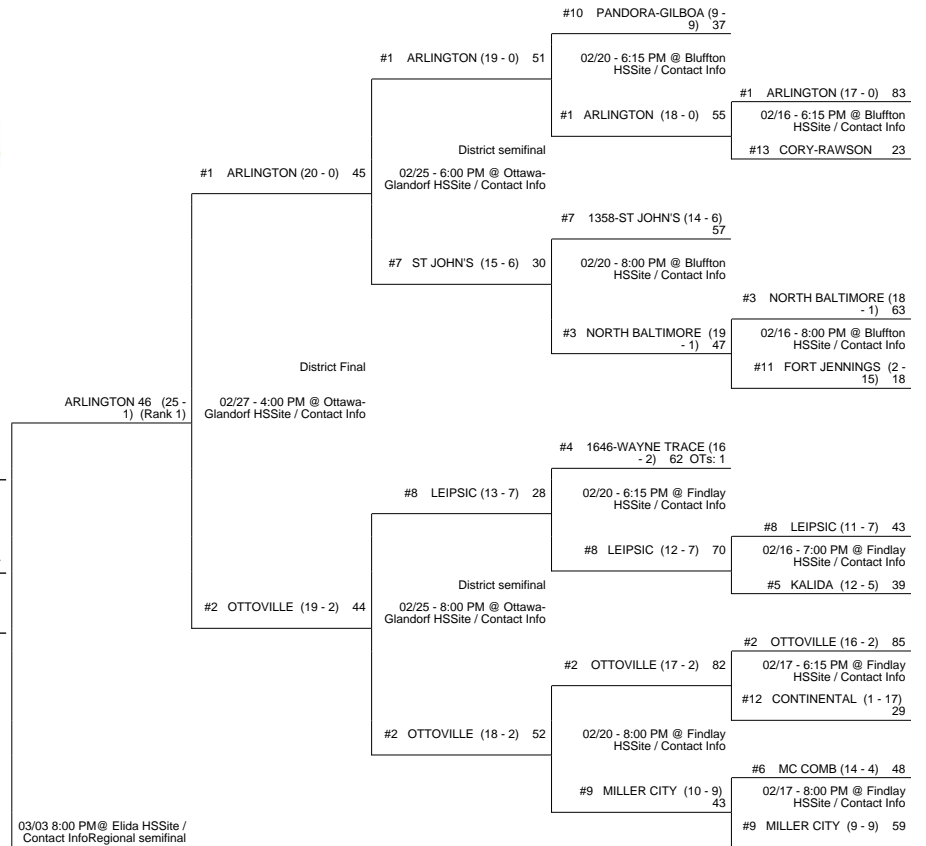 #10 PANDORA-GILBOA (9 -
9) 37
#1 ARLINGTON (19 - 0) 51
02/20 - 6:15 PM @ Bluffton
HSSite / Contact Info
#1 ARLINGTON (17 - 0) 83
#1 ARLINGTON (18 - 0) 55
02/16 - 6:15 PM @ Bluffton
HSSite / Contact Info
#13 CORY-RAWSON 23
District semifinal
02/25 - 6:00 PM @ Ottawa-
Glandorf HSSite / Contact Info
#1 ARLINGTON (20 - 0) 45
#7 1358-ST JOHN'S (14 - 6)
57
#7 ST JOHN'S (15 - 6) 30
02/20 - 8:00 PM @ Bluffton
HSSite / Contact Info
#3 NORTH BALTIMORE (18
- 1) 63
#3 NORTH BALTIMORE (19
- 1) 47
02/16 - 8:00 PM @ Bluffton
HSSite / Contact Info
#11 FORT JENNINGS (2 -
15) 18
District Final
02/27 - 4:00 PM @ Ottawa-
Glandorf HSSite / Contact Info
ARLINGTON 46 (25 -
1) (Rank 1)
#4 1646-WAYNE TRACE (16
- 2) 62 OTs: 1
#8 LEIPSIC (13 - 7) 28
02/20 - 6:15 PM @ Findlay
HSSite / Contact Info
#8 LEIPSIC (11 - 7) 43
#8 LEIPSIC (12 - 7) 70
02/16 - 7:00 PM @ Findlay
HSSite / Contact Info
#5 KALIDA (12 - 5) 39
District semifinal
02/25 - 8:00 PM @ Ottawa-
Glandorf HSSite / Contact Info
#2 OTTOVILLE (19 - 2) 44
#2 OTTOVILLE (16 - 2) 85
#2 OTTOVILLE (17 - 2) 82
02/17 - 6:15 PM @ Findlay
HSSite / Contact Info
#12 CONTINENTAL (1 - 17)
29
#2 OTTOVILLE (18 - 2) 52
02/20 - 8:00 PM @ Findlay
HSSite / Contact Info
#6 MC COMB (14 - 4) 48
#9 MILLER CITY (10 - 9)
43
02/17 - 8:00 PM @ Findlay
HSSite / Contact Info
#9 MILLER CITY (9 - 9) 59
03/03 8:00 PM@ Elida HSSite /
Contact InfoRegional semifinal